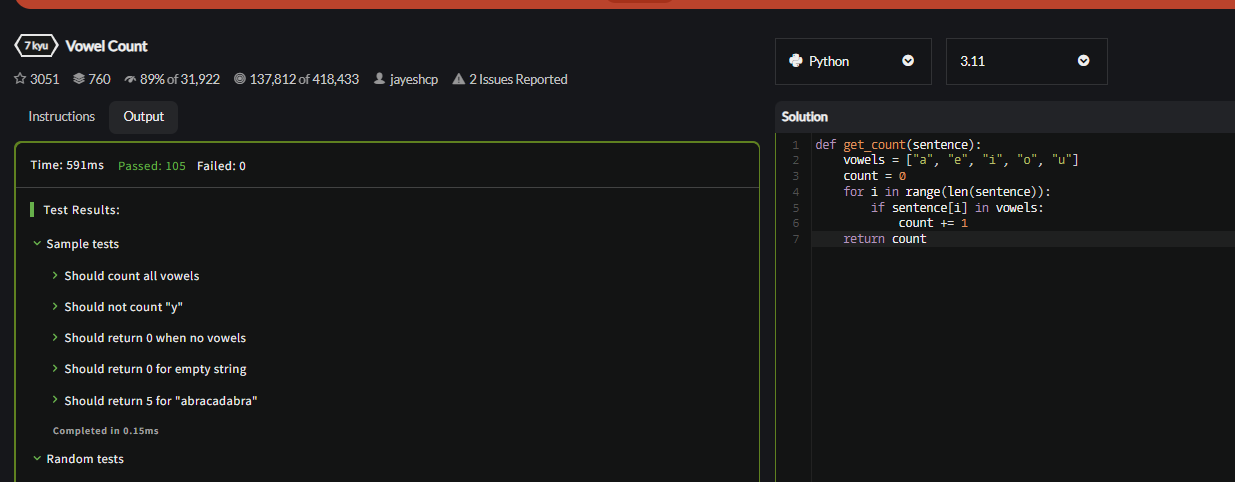 7 kyu Vowel Count
3051 760 89% of 31,922 137,812 of 418,433 jayeshcp 2 Issues Reported
Instructions Output
Time: 591ms Passed: 105 Failed: 0
Test Results:
Sample tests
Should count all vowels
Should not count "y"
Should return 0 when no vowels
Should return 0 for empty string
Should return 5 for "abracadabra"
Completed in 0.15ms
Random tests
Python 3.11
Solution
1 def get_count(sentence):
2     vowels = ["a", "e", "i", "o", "u"]
3     count = 0
4     for i in range(len(sentence)):
5         if sentence[i] in vowels:
6             count += 1
7     return count